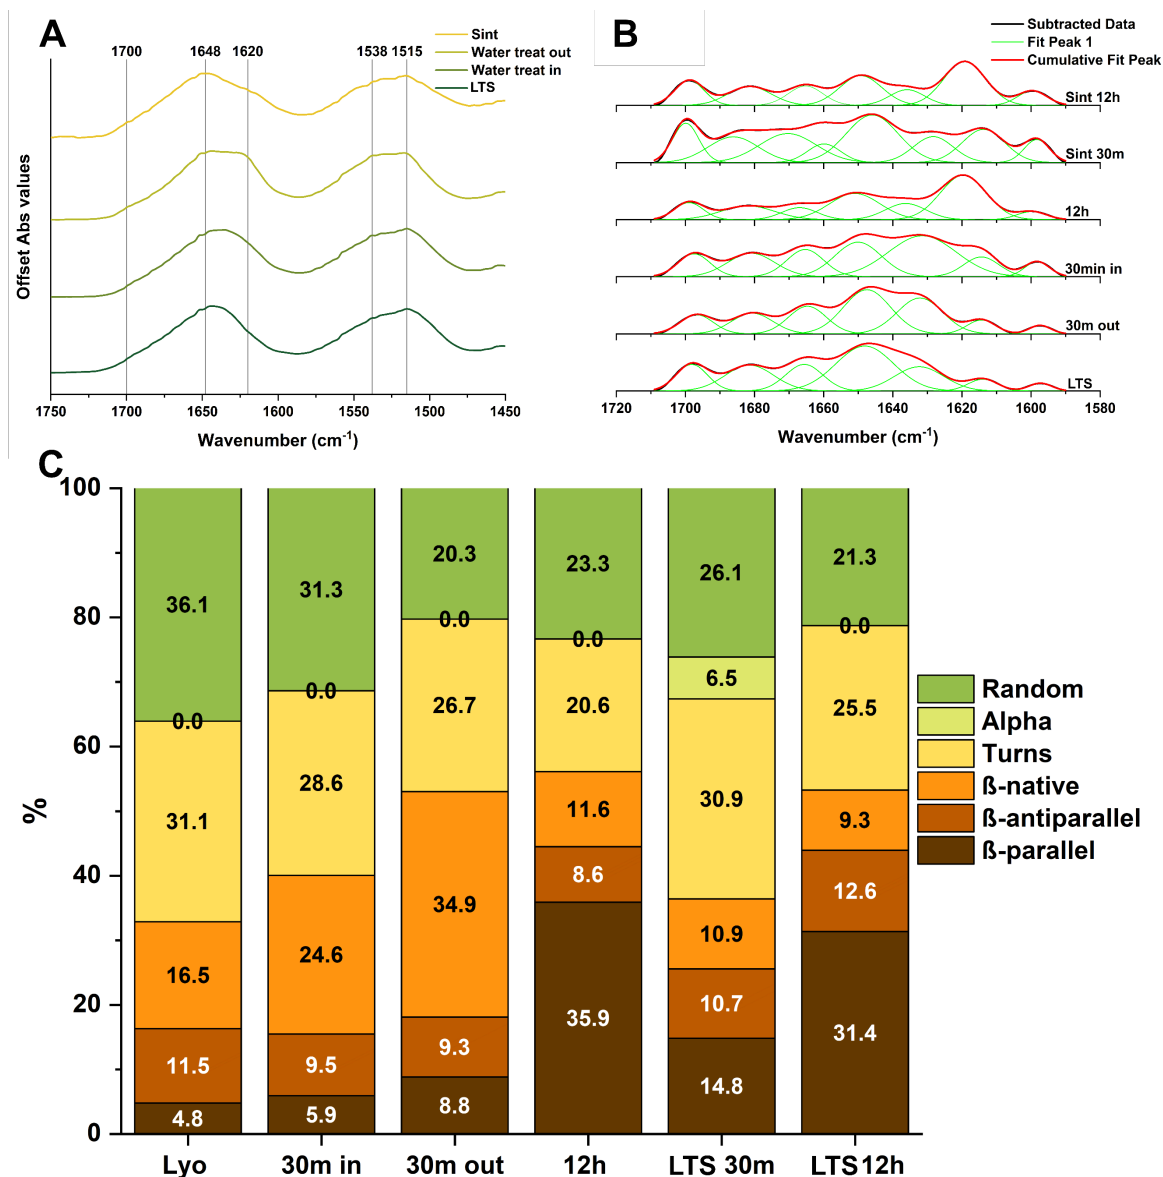 A
1700
1648
1620
1538
1515
Sint
Water treat out
Water treat in
LTS
Offset Abs values
1750
1700
1650
1600
1550
1500
1450
Wavenumber (cm⁻¹)
B
Subtracted Data
Fit Peak 1
Cumulative Fit Peak
Sint 12h
Sint 30m
12h
30min in
30m out
LTS
1720
1700
1680
1660
1640
1620
1600
1580
Wavenumber (cm⁻¹)
C
%
100
80
60
40
20
0
36.1
0.0
31.1
16.5
11.5
4.8
31.3
0.0
28.6
24.6
9.5
5.9
20.3
0.0
26.7
34.9
9.3
8.8
23.3
0.0
20.6
11.6
8.6
35.9
26.1
6.5
30.9
10.9
10.7
14.8
21.3
0.0
25.5
9.3
12.6
31.4
Random
Alpha
Turns
ß-native
ß-antiparallel
ß-parallel
Lyo
30m in
30m out
12h
LTS 30m
LTS 12h